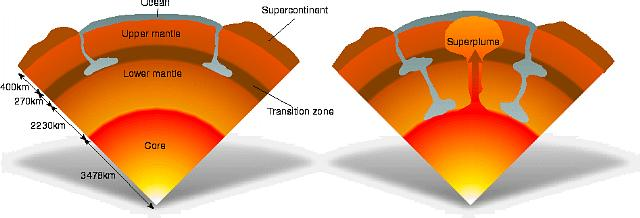 Ocean
Supercontinent
Upper mantle
Lower mantle
Transition zone
Core
400km
270km
2230km
3478km
Superplume